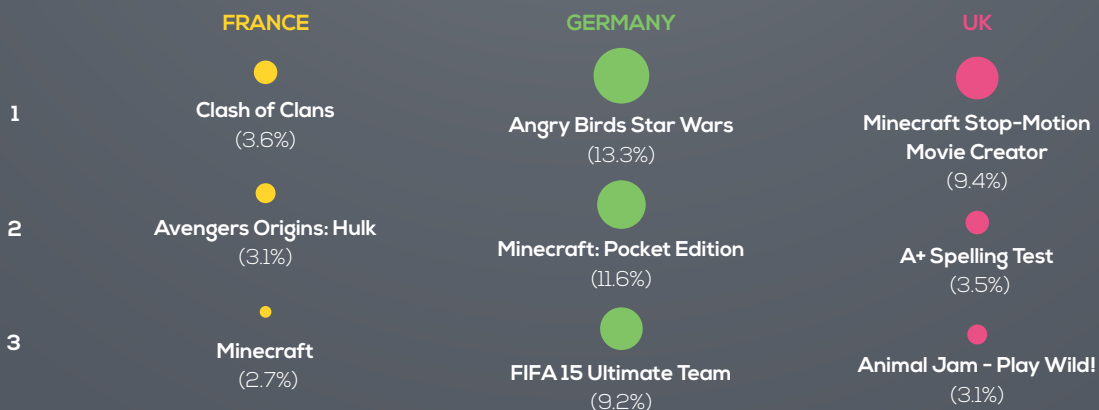 FRANCE GERMANY UK
1
Clash of Clans
(3.6%)
Angry Birds Star Wars
(13.3%)
Minecraft Stop-Motion
Movie Creator
(9.4%)
2
Avengers Origins: Hulk
(3.1%)
Minecraft: Pocket Edition
(11.6%)
A+ Spelling Test
(3.5%)
3
Minecraft
(2.7%)
FIFA 15 Ultimate Team
(9.2%)
Animal Jam - Play Wild!
(3.1%)